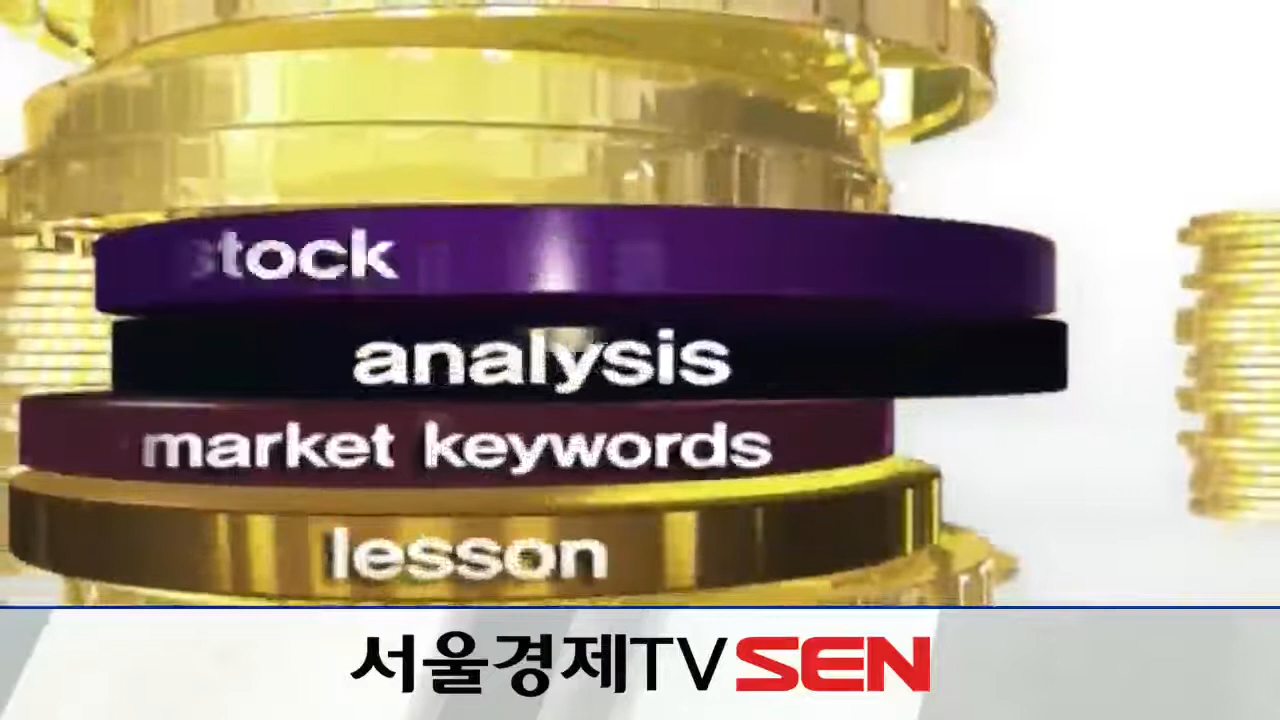 stock
analysis
market keywords
lesson
서울경제TV SEN